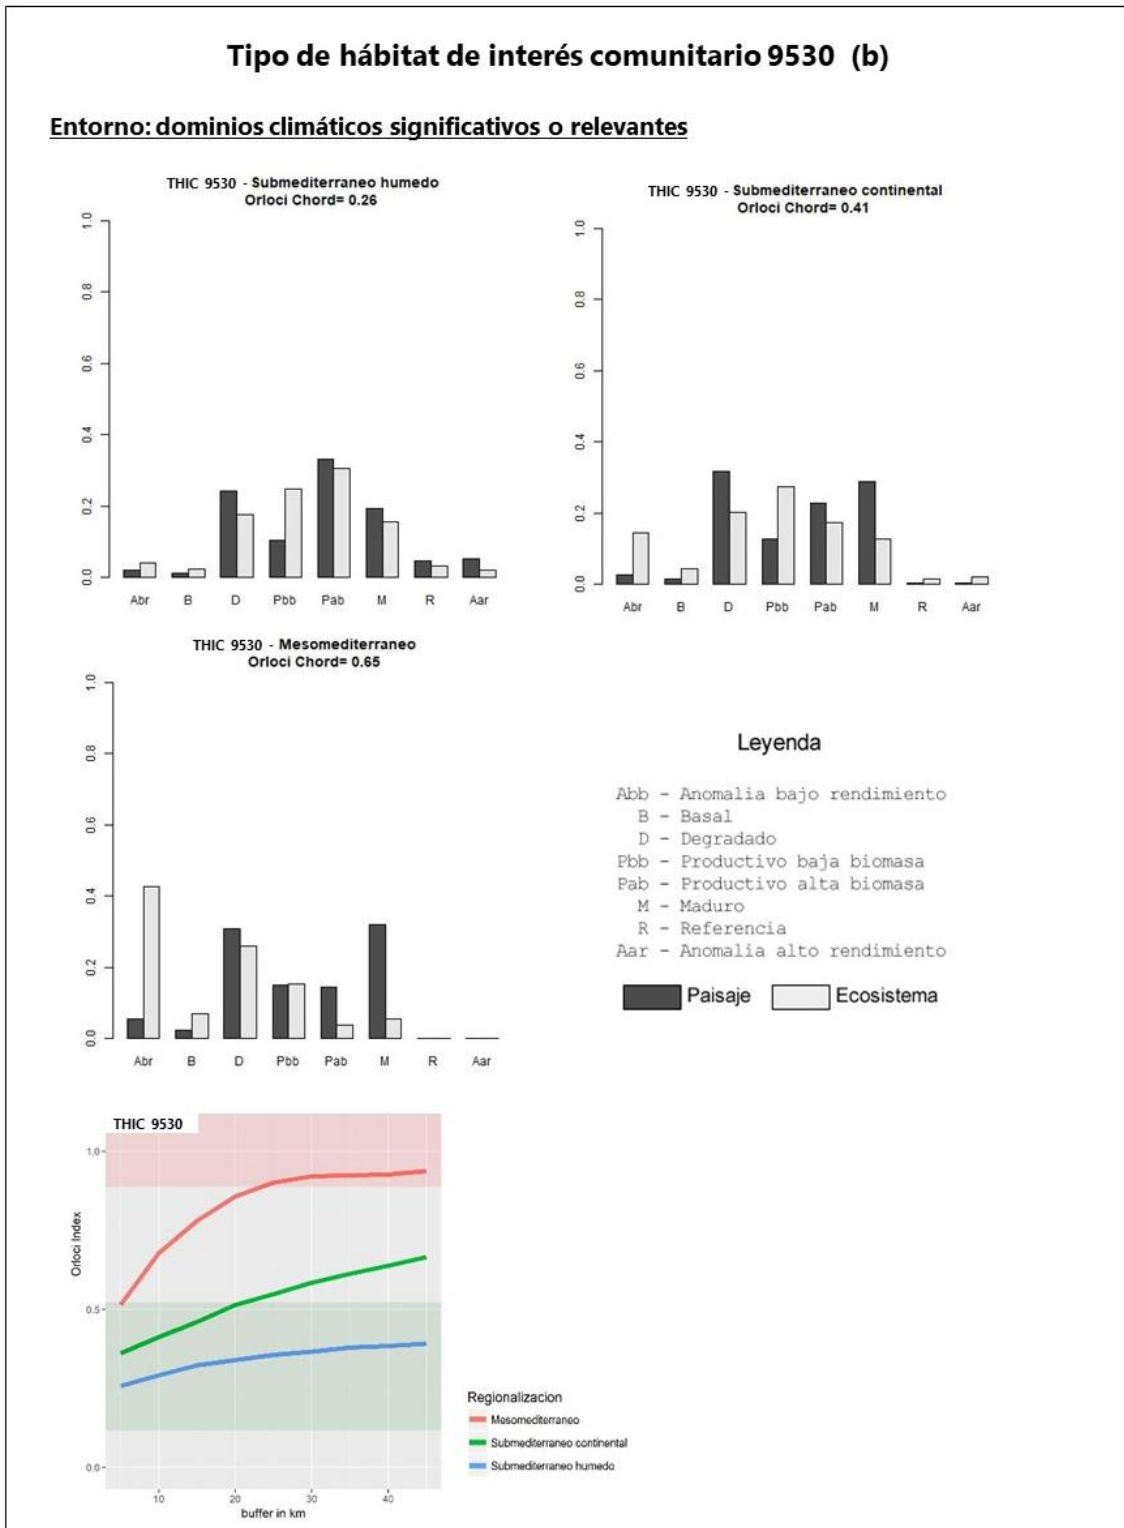 Tipo de hábitat de interés comunitario 9530 (b)
Entorno: dominios climáticos significativos o relevantes
THIC 9530 - Submediterraneo humedo
Orloci Chord= 0.26
1.0
0.8
0.6
0.4
0.2
0.0
Abr B D Pbb Pab M R Aar
THIC 9530 - Submediterraneo continental
Orloci Chord= 0.41
1.0
0.8
0.6
0.4
0.2
0.0
Abr B D Pbb Pab M R Aar
THIC 9530 - Mesomediterraneo
Orloci Chord= 0.65
1.0
0.8
0.6
0.4
0.2
0.0
Abr B D Pbb Pab M R Aar
Leyenda
Abb - Anomalia bajo rendimiento
B - Basal
D - Degradado
Pbb - Productivo baja biomasa
Pab - Productivo alta biomasa
M - Maduro
R - Referencia
Aar - Anomalia alto rendimiento
Paisaje Ecosistema
THIC 9530
1.0
0.5
0.0
Orloci Index
10 20 30 40
buffer in km
Regionalizacion
Mesomediterraneo
Submediterraneo continental
Submediterraneo humedo